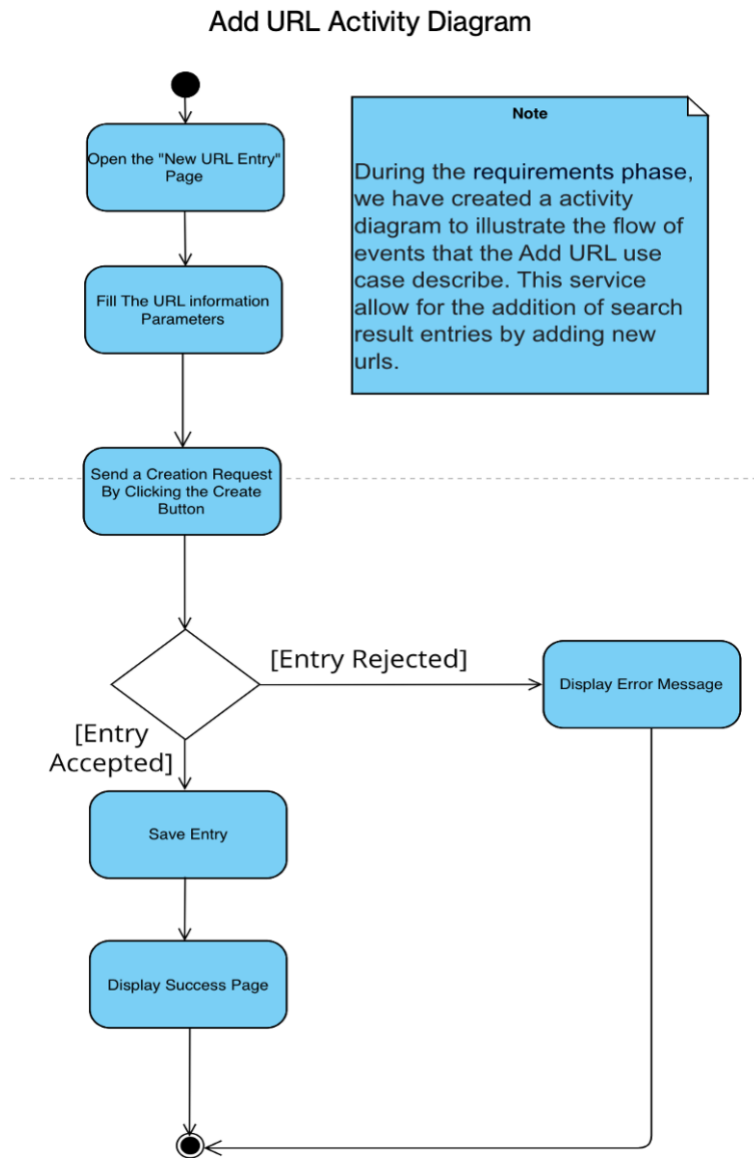 Add URL Activity Diagram
Open the "New URL Entry"
Page
Note
During the requirements phase,
we have created a activity
diagram to illustrate the flow of
events that the Add URL use
case describe. This service
allow for the addition of search
result entries by adding new
urls.
Fill The URL information
Parameters
Send a Creation Request
By Clicking the Create
Button
[Entry Rejected]
Display Error Message
[Entry
Accepted]
Save Entry
Display Success Page